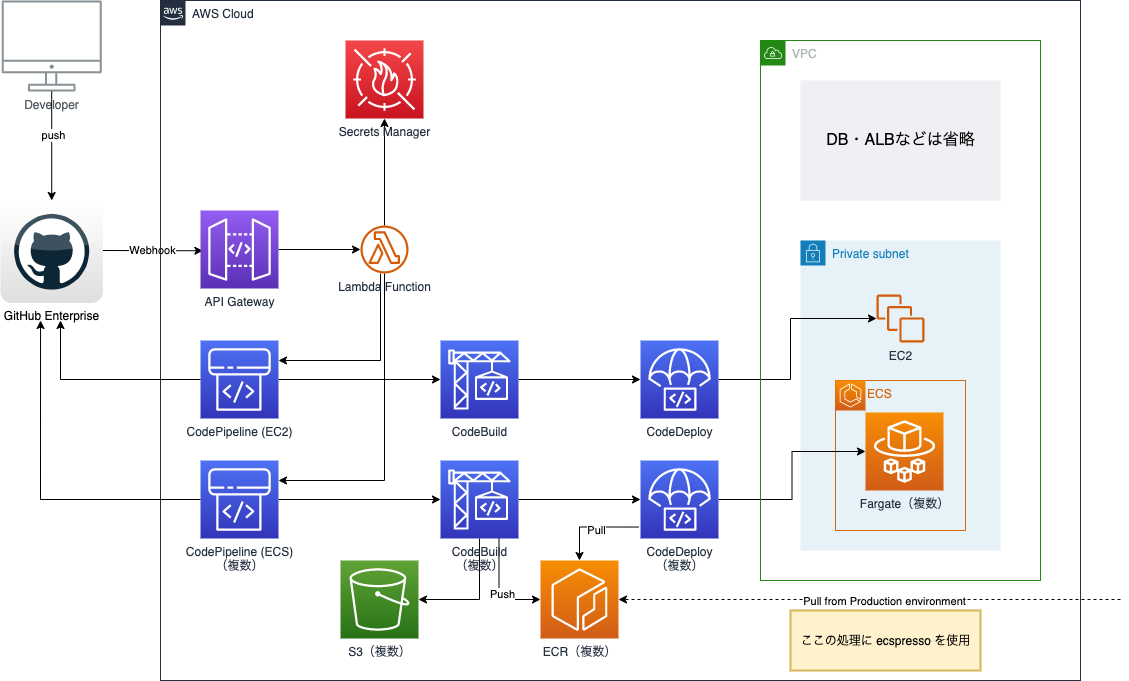 aws
AWS Cloud
Developer
push
Secrets Manager
VPC
DB・ALBなどは省略
Webhook
API Gateway
Lambda Function
Private subnet
GitHub Enterprise
EC2
CodePipeline (EC2)
CodeBuild
CodeDeploy
ECS
Fargate（複数）
CodePipeline (ECS)
（複数）
CodeBuild
（複数）
CodeDeploy
（複数）
Pull
Push
Pull from Production environment
S3（複数）
ECR（複数）
ここの処理に ecspresso を使用